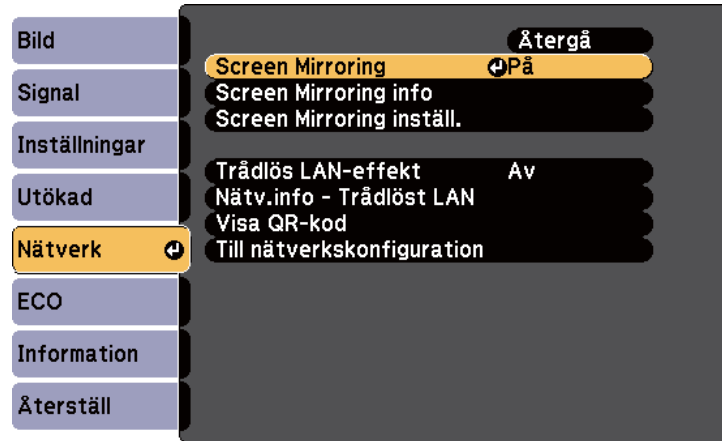 Bild
Signal
Inställningar
Utökad
Nätverk
ECO
Information
Återställ
Återgå
Screen Mirroring På
Screen Mirroring info
Screen Mirroring inställ.
Trådlös LAN-effekt Av
Nätv.info - Trådlöst LAN
Visa QR-kod
Till nätverkskonfiguration